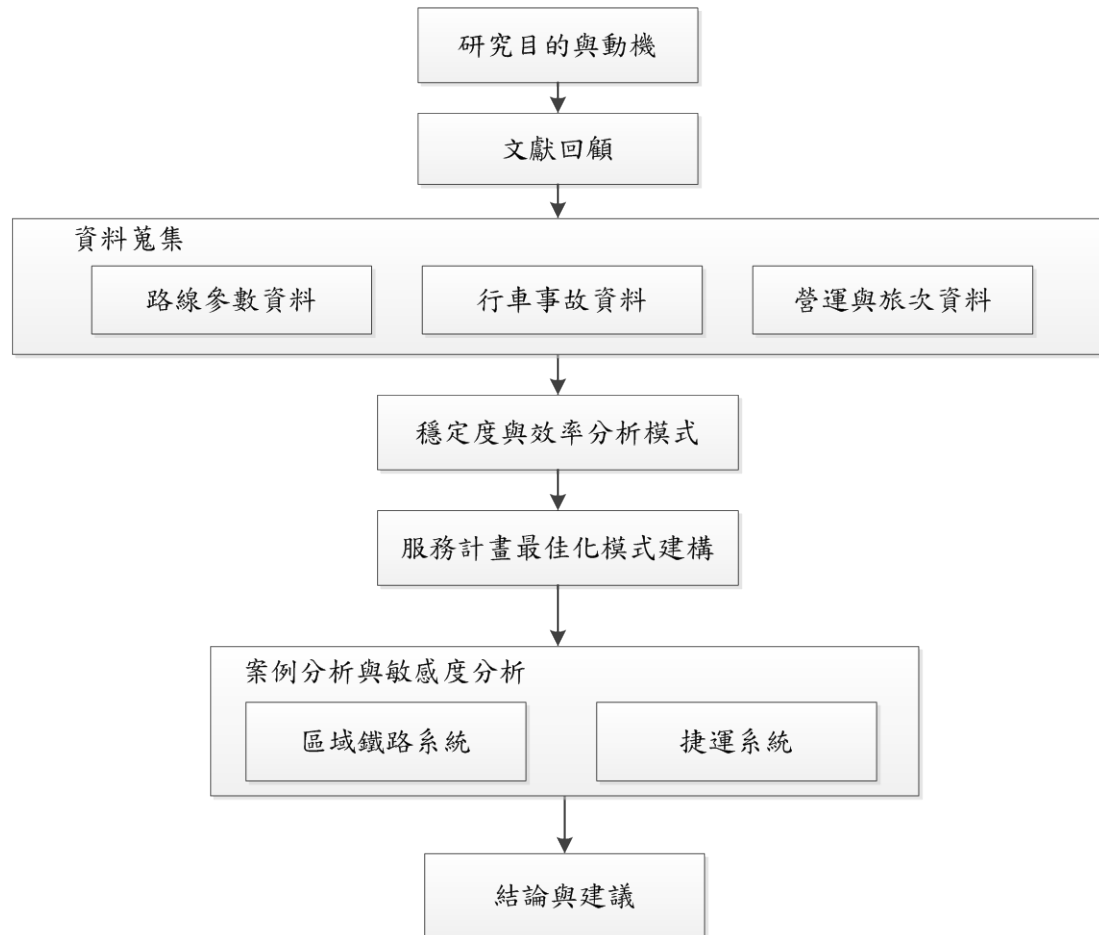 研究目的與動機
文獻回顧
資料蒐集
路線參數資料
行車事故資料
營運與旅次資料
穩定度與效率分析模式
服務計畫最佳化模式建構
案例分析與敏感度分析
區域鐵路系統
捷運系統
結論與建議